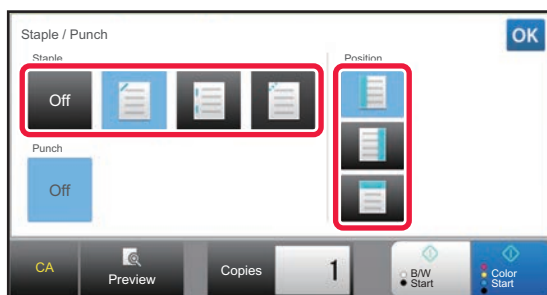 Staple / Punch
OK
Staple
Position
Off
Punch
Off
CA
Preview
Copies
1
B/W
Start
Color
Start